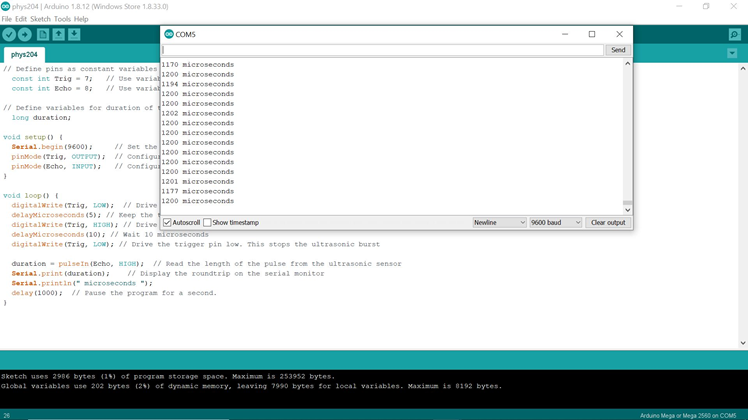 phys204 | Arduino 1.8.12 (Windows Store 1.8.33.0)
File Edit Sketch Tools Help
phys204
COM5
Send
1170 microseconds
1200 microseconds
1194 microseconds
1200 microseconds
1200 microseconds
1202 microseconds
1200 microseconds
1200 microseconds
1200 microseconds
1200 microseconds
1200 microseconds
1200 microseconds
1201 microseconds
1177 microseconds
1200 microseconds
Autoscroll Show timestamp Newline 9600 baud Clear output
// Define pins as constant variables
const int Trig = 7; // Use varia
const int Echo = 8; // Use varia
// Define variables for duration of t
long duration;
void setup() {
Serial.begin(9600); // Set the
pinMode(Trig, OUTPUT); // Configu
pinMode(Echo, INPUT); // Configu
}
void loop() {
digitalWrite(Trig, LOW); // Drive
delayMicroseconds(5); // Keep the t
digitalWrite(Trig, HIGH); // Drive
delayMicroseconds(10); // Wait 10 microseconds
digitalWrite(Trig, LOW); // Drive the trigger pin low. This stops the ultrasonic burst
duration = pulseIn(Echo, HIGH); // Read the length of the pulse from the ultrasonic sensor
Serial.print(duration); // Display the roundtrip on the serial monitor
Serial.println(" microseconds ");
delay(1000); // Pause the program for a second.
}
Sketch uses 2986 bytes (1%) of program storage space. Maximum is 253952 bytes.
Global variables use 202 bytes (2%) of dynamic memory, leaving 7990 bytes for local variables. Maximum is 8192 bytes.
26
Arduino Mega or Mega 2560 on COM5